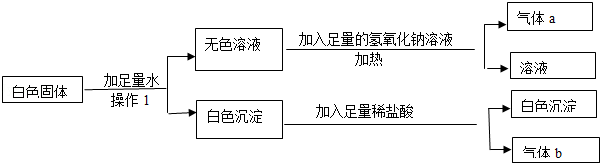 白色固体
加足量水
操作 1
无色溶液
加入足量的氢氧化钠溶液
加热
气体 a
溶液
白色沉淀
加入足量稀盐酸
白色沉淀
气体 b